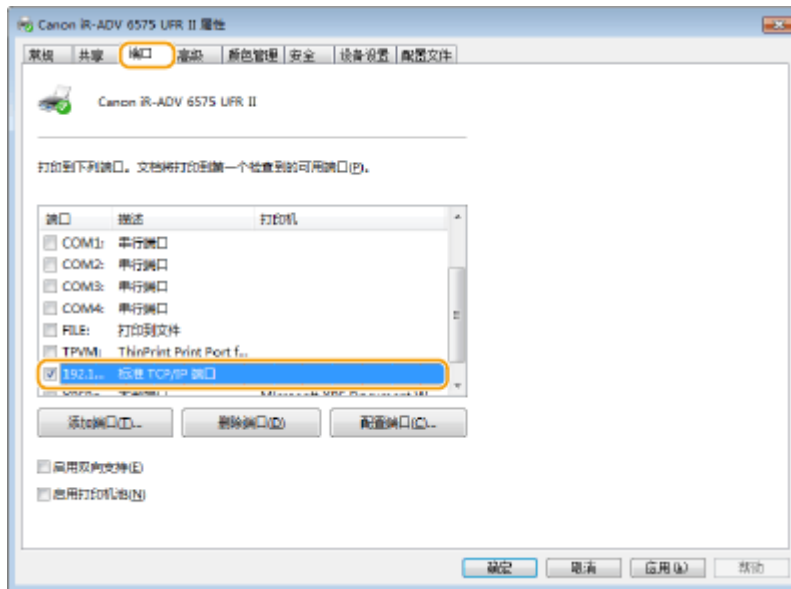 Canon iR-ADV 6575 UFR II 属性
常规 共享 端口 高级 颜色管理 安全 设备设置 配置文件
Canon iR-ADV 6575 UFR II
打印到下列端口。文档将打印到第一个检查到的可用端口(P)。
端口 描述 打印机
COM1: 串行端口
COM2: 串行端口
COM3: 串行端口
COM4: 串行端口
FILE: 打印到文件
TPVM: ThinPrint Print Port f...
192.1... 标准 TCP/IP 端口
Microsoft XPS Document W...
添加端口(T)... 删除端口(D) 配置端口(C)...
启用双向支持(E)
启用打印机池(N)
确定 取消 应用(A) 帮助